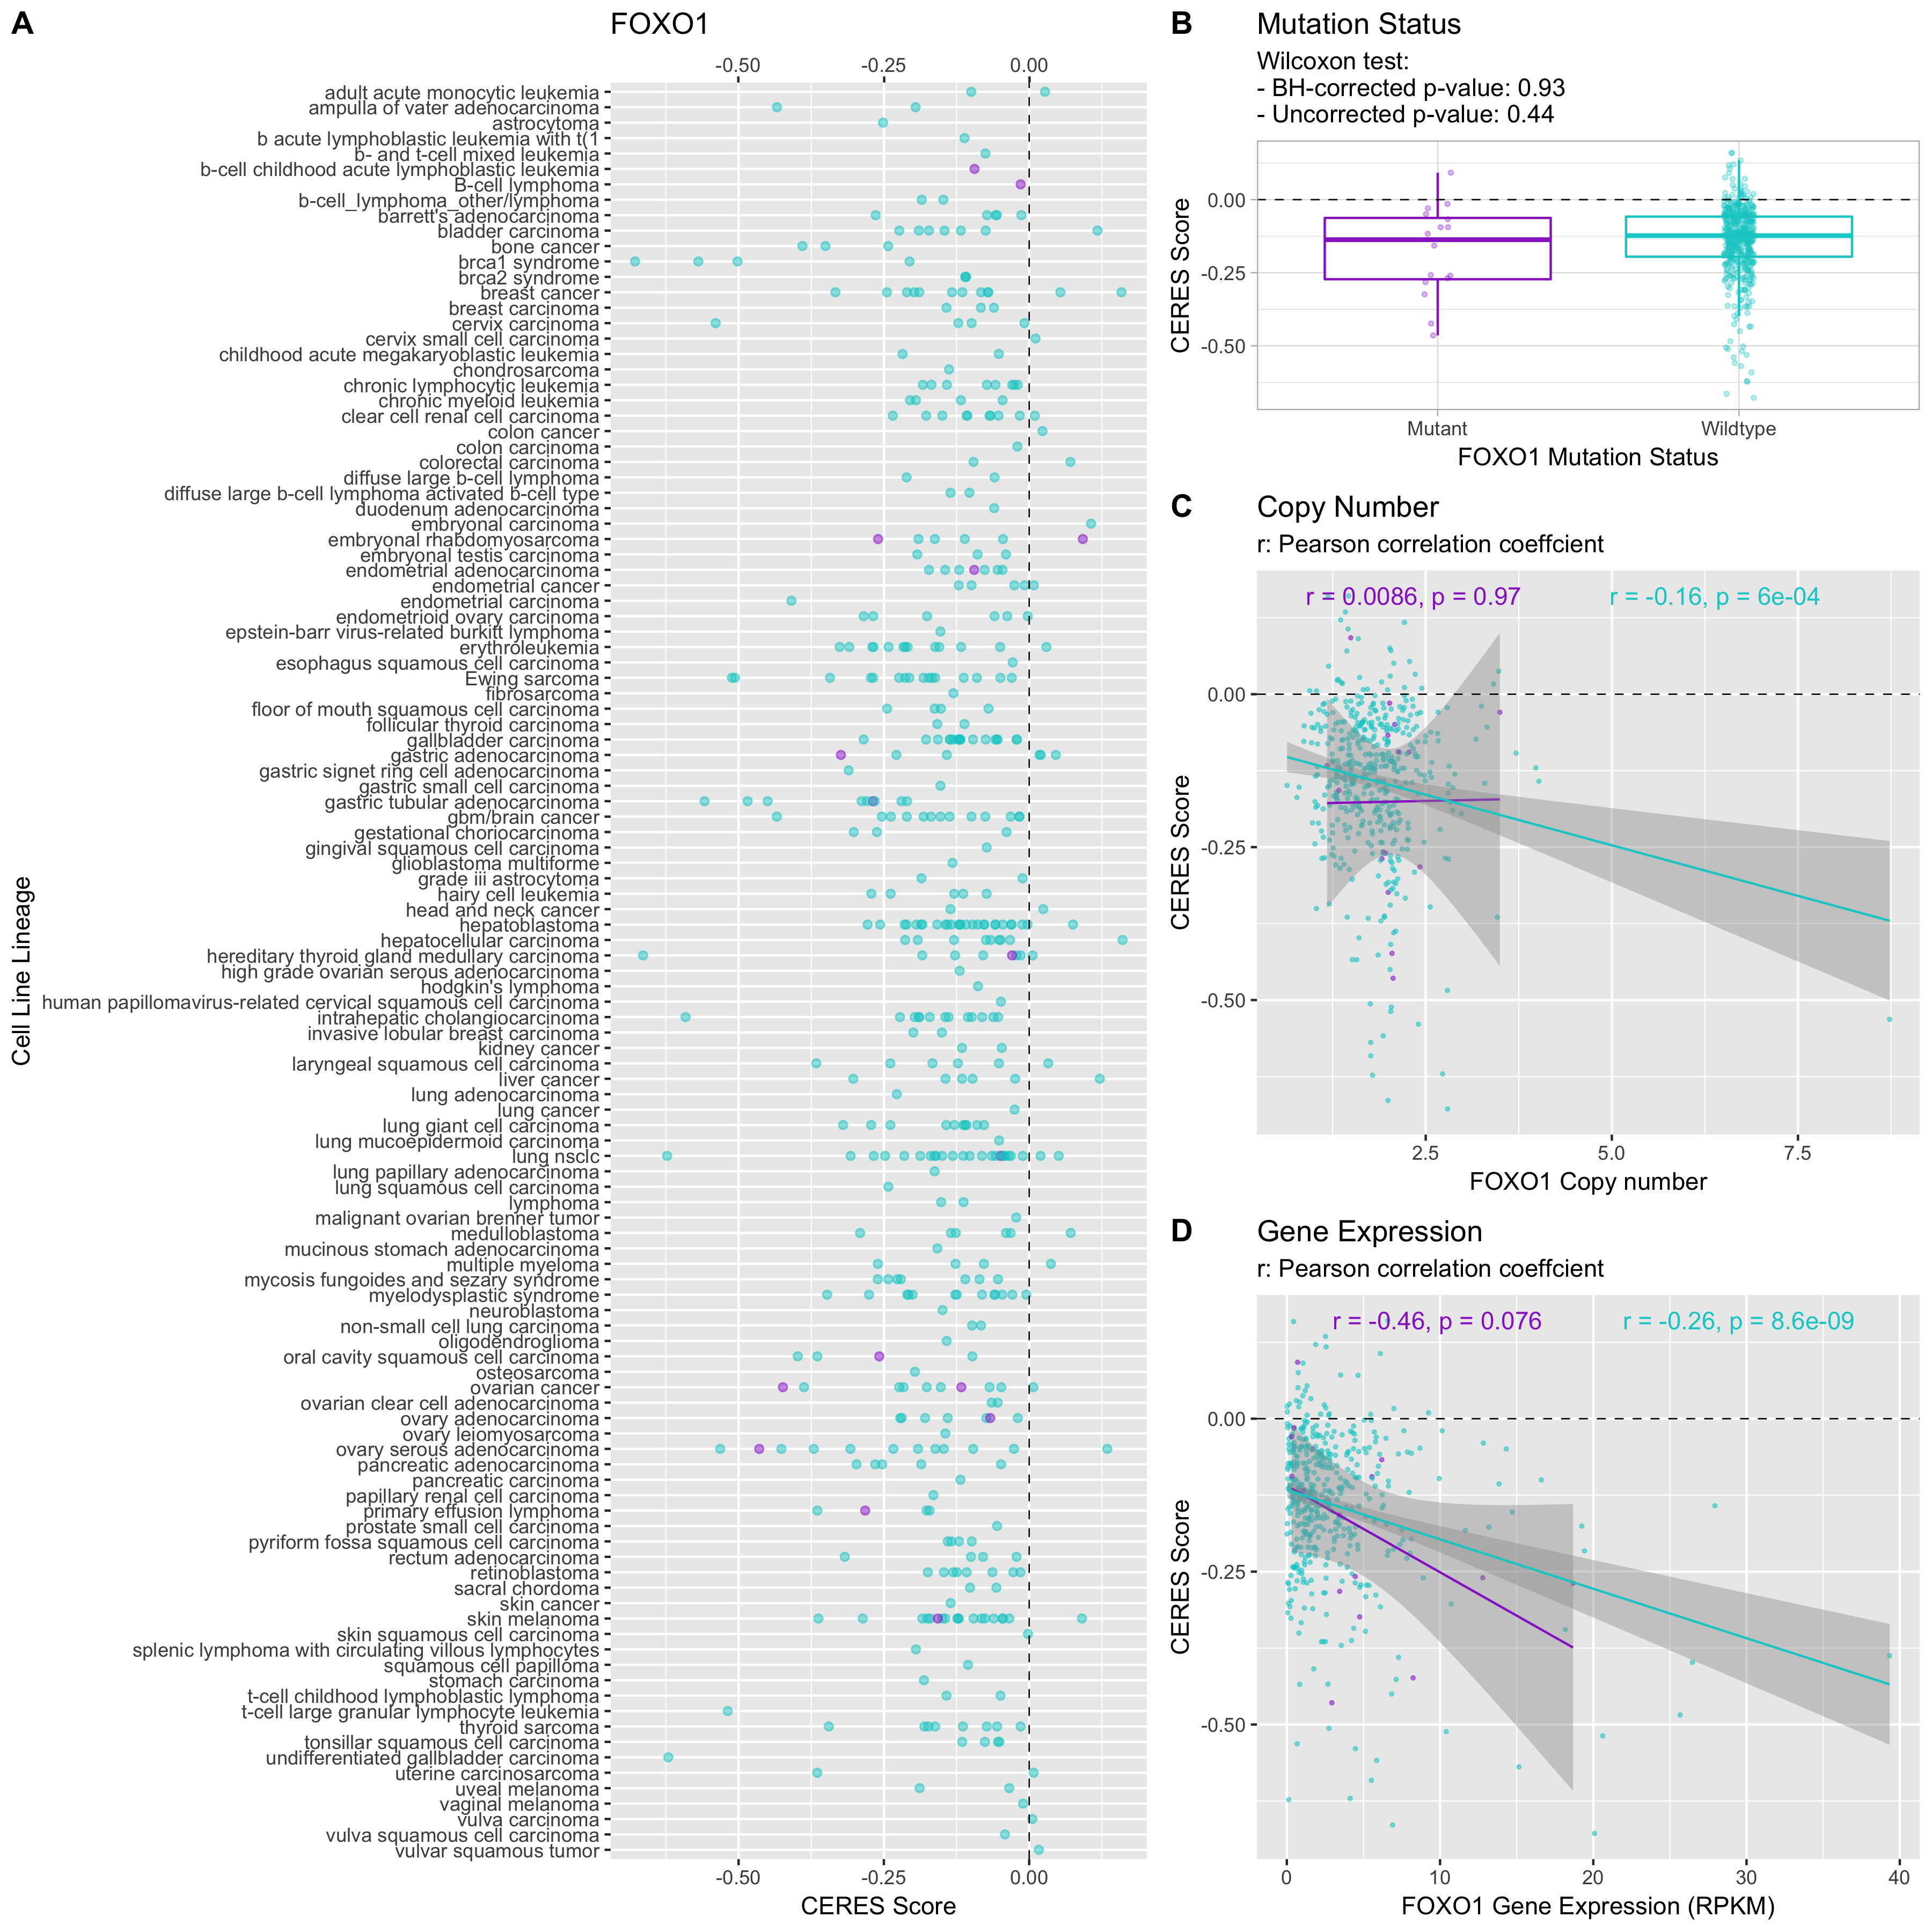 A
FOXO1
-0.50
-0.25
0.00
adult acute monocytic leukemia
ampulla of vater adenocarcinoma
astrocytoma
b acute lymphoblastic leukemia with t(1
b- and t-cell mixed leukemia
b-cell childhood acute lymphoblastic leukemia
B-cell lymphoma
b-cell_lymphoma_other/lymphoma
barrett's adenocarcinoma
bladder carcinoma
bone cancer
brca1 syndrome
brca2 syndrome
breast cancer
breast carcinoma
cervix carcinoma
cervix small cell carcinoma
childhood acute megakaryoblastic leukemia
chondrosarcoma
chronic lymphocytic leukemia
chronic myeloid leukemia
clear cell renal cell carcinoma
colon cancer
colon carcinoma
colorectal carcinoma
diffuse large b-cell lymphoma
diffuse large b-cell lymphoma activated b-cell type
duodenum adenocarcinoma
embryonal carcinoma
embryonal rhabdomyosarcoma
embryonal testis carcinoma
endometrial adenocarcinoma
endometrial cancer
endometrial carcinoma
endometrioid ovary carcinoma
epstein-barr virus-related burkitt lymphoma
erythroleukemia
esophagus squamous cell carcinoma
Ewing sarcoma
fibrosarcoma
floor of mouth squamous cell carcinoma
follicular thyroid carcinoma
gallbladder carcinoma
gastric adenocarcinoma
gastric signet ring cell adenocarcinoma
gastric small cell carcinoma
gastric tubular adenocarcinoma
gbm/brain cancer
gestational choriocarcinoma
gingival squamous cell carcinoma
glioblastoma multiforme
grade iii astrocytoma
hairy cell leukemia
head and neck cancer
hepatoblastoma
hepatocellular carcinoma
hereditary thyroid gland medullary carcinoma
high grade ovarian serous adenocarcinoma
hodgkin's lymphoma
human papillomavirus-related cervical squamous cell carcinoma
intrahepatic cholangiocarcinoma
invasive lobular breast carcinoma
kidney cancer
laryngeal squamous cell carcinoma
liver cancer
lung adenocarcinoma
lung cancer
lung giant cell carcinoma
lung mucoepidermoid carcinoma
lung nsclc
lung papillary adenocarcinoma
lung squamous cell carcinoma
lymphoma
malignant ovarian brenner tumor
medulloblastoma
mucinous stomach adenocarcinoma
multiple myeloma
mycosis fungoides and sezary syndrome
myelodysplastic syndrome
neuroblastoma
non-small cell lung carcinoma
oligodendroglioma
oral cavity squamous cell carcinoma
osteosarcoma
ovarian cancer
ovarian clear cell adenocarcinoma
ovary adenocarcinoma
ovary leiomyosarcoma
ovary serous adenocarcinoma
pancreatic adenocarcinoma
pancreatic carcinoma
papillary renal cell carcinoma
primary effusion lymphoma
prostate small cell carcinoma
pyriform fossa squamous cell carcinoma
rectum adenocarcinoma
retinoblastoma
sacral chordoma
skin cancer
skin melanoma
skin squamous cell carcinoma
splenic lymphoma with circulating villous lymphocytes
squamous cell papilloma
stomach carcinoma
t-cell childhood lymphoblastic lymphoma
t-cell large granular lymphocyte leukemia
thyroid sarcoma
tonsillar squamous cell carcinoma
undifferentiated gallbladder carcinoma
uterine carcinosarcoma
uveal melanoma
vaginal melanoma
vulva carcinoma
vulva squamous cell carcinoma
vulvar squamous tumor
Cell Line Lineage
-0.50
-0.25
0.00
CERES Score
B
Mutation Status
Wilcoxon test:
- BH-corrected p-value: 0.93
- Uncorrected p-value: 0.44
0.00
-0.25
-0.50
CERES Score
Mutant
Wildtype
FOXO1 Mutation Status
C
Copy Number
r: Pearson correlation coeffcient
r = 0.0086, p = 0.97
r = -0.16, p = 6e-04
0.00
-0.25
-0.50
CERES Score
2.5
5.0
7.5
FOXO1 Copy number
D
Gene Expression
r: Pearson correlation coeffcient
r = -0.46, p = 0.076
r = -0.26, p = 8.6e-09
0.00
-0.25
-0.50
CERES Score
0
10
20
30
40
FOXO1 Gene Expression (RPKM)